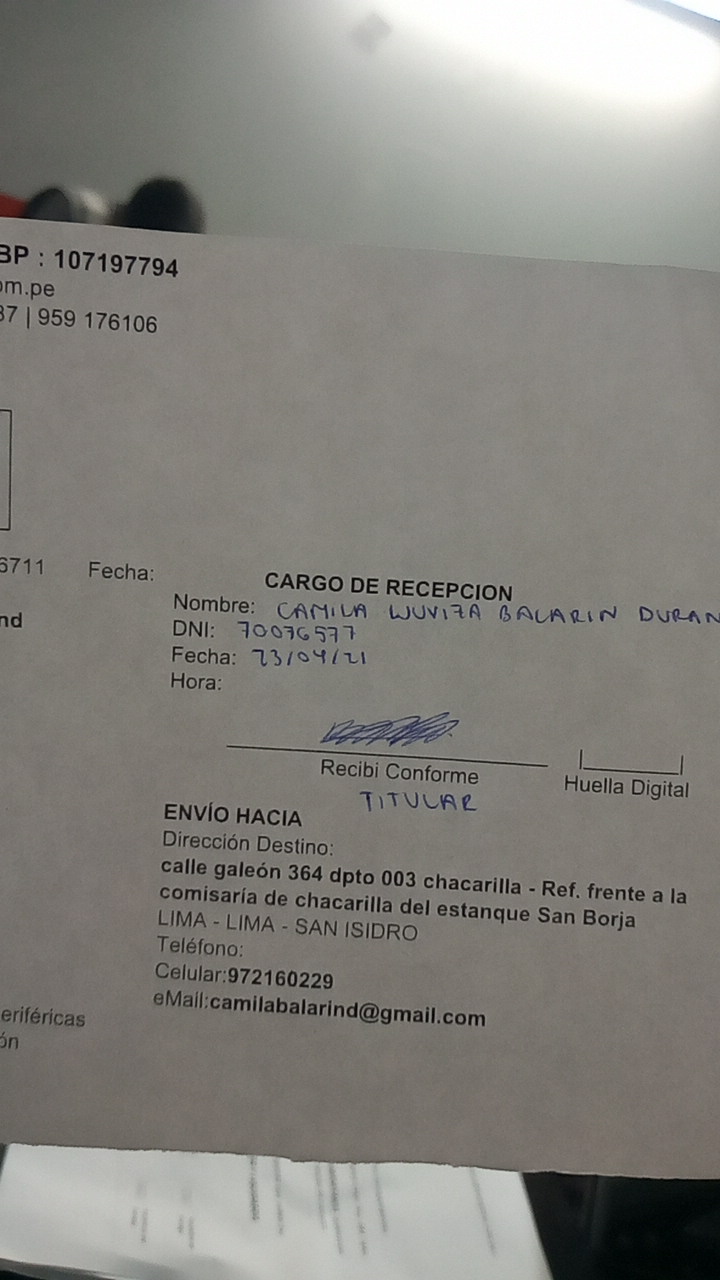 BP : 107197794
om.pe
37 | 959 176106
6711 Fecha:
CARGO DE RECEPCION
nd
Nombre: CAMILA WUVIZA BALARIN DURAN
DNI: 70076577
Fecha: 23/04/21
Hora:
Recibi Conforme
Huella Digital
TITULAR
ENVÍO HACIA
Dirección Destino:
calle galeón 364 dpto 003 chacarilla - Ref. frente a la
comisaría de chacarilla del estanque San Borja
LIMA - LIMA - SAN ISIDRO
Teléfono:
Celular:972160229
eMail:camilabalarind@gmail.com
eriféricas
ón